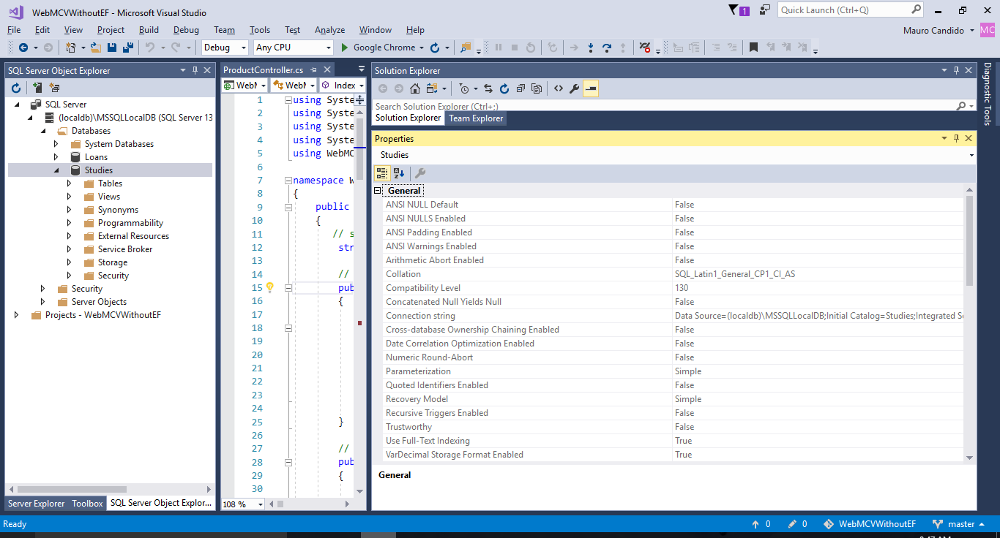 WebMCVWithoutEF - Microsoft Visual Studio
1
Quick Launch (Ctrl+Q)
File Edit View Project Build Debug Team Tools Test Analyze Window Help
Mauro Candido
MC
Debug Any CPU Google Chrome
SQL Server Object Explorer
SQL Server
(localdb)\MSSQLLocalDB (SQL Server 13
Databases
System Databases
Loans
Studies
Tables
Views
Synonyms
Programmability
External Resources
Service Broker
Storage
Security
Security
Server Objects
Projects - WebMCVWithoutEF
Server Explorer Toolbox SQL Server Object Explor...
ProductController.cs
WebM WebM Index
1 using Syste
2 using Syste
3 using Syste
4 using Syste
5 using WebMC
6
7 namespace W
8 {
9 public
10 {
11 // s
12 str
13
14 //
15 pub
16 {
17
18
19
20
21
22
23
24
25 }
26
27 //
28 pub
29 {
30
108 %
Solution Explorer
Search Solution Explorer (Ctrl+;)
Solution Explorer Team Explorer
Properties
Studies
General
ANSI NULL Default False
ANSI NULLS Enabled False
ANSI Padding Enabled False
ANSI Warnings Enabled False
Arithmetic Abort Enabled False
Collation SQL_Latin1_General_CP1_CI_AS
Compatibility Level 130
Concatenated Null Yields Null False
Connection string Data Source=(localdb)\MSSQLLocalDB;Initial Catalog=Studies;Integrated Se
Cross-database Ownership Chaining Enabled False
Date Correlation Optimization Enabled False
Numeric Round-Abort False
Parameterization Simple
Quoted Identifiers Enabled False
Recovery Model Simple
Recursive Triggers Enabled False
Trustworthy False
Use Full-Text Indexing True
VarDecimal Storage Format Enabled True
General
Diagnostic Tools
Ready
0 0 WebMCVWithoutEF master